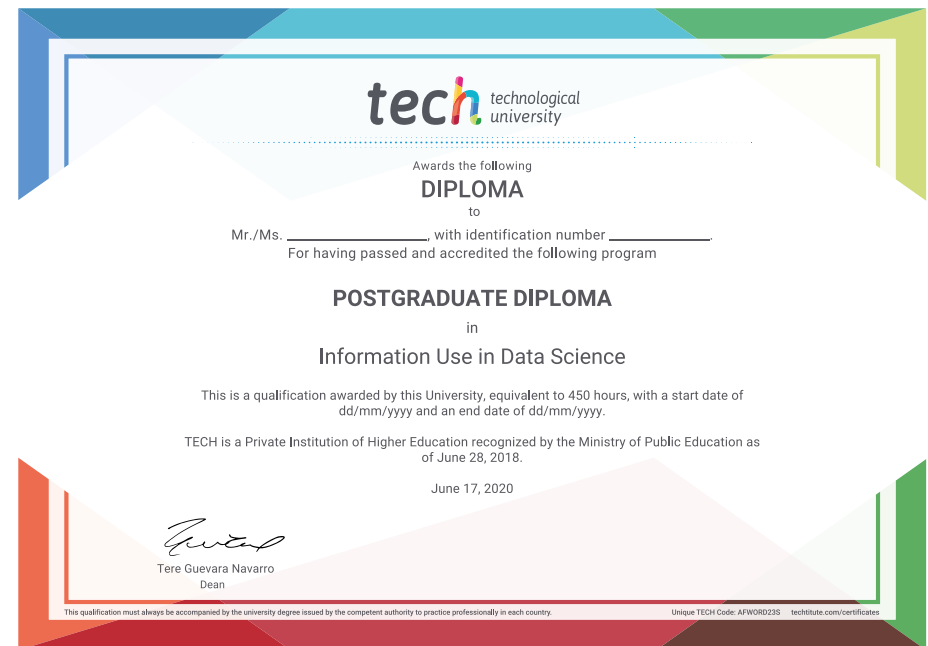 tech technological
university
Awards the following
DIPLOMA
to
Mr./Ms. ____________, with identification number ____________.
For having passed and accredited the following program
POSTGRADUATE DIPLOMA
in
Information Use in Data Science
This is a qualification awarded by this University, equivalent to 450 hours, with a start date of
dd/mm/yyyy and an end date of dd/mm/yyyy.
TECH is a Private Institution of Higher Education recognized by the Ministry of Public Education as
of June 28, 2018.
June 17, 2020
Tere Guevara Navarro
Dean
This qualification must always be accompanied by the university degree issued by the competent authority to practice professionally in each country. Unique TECH Code: AFWORD23S techtitute.com/certificates